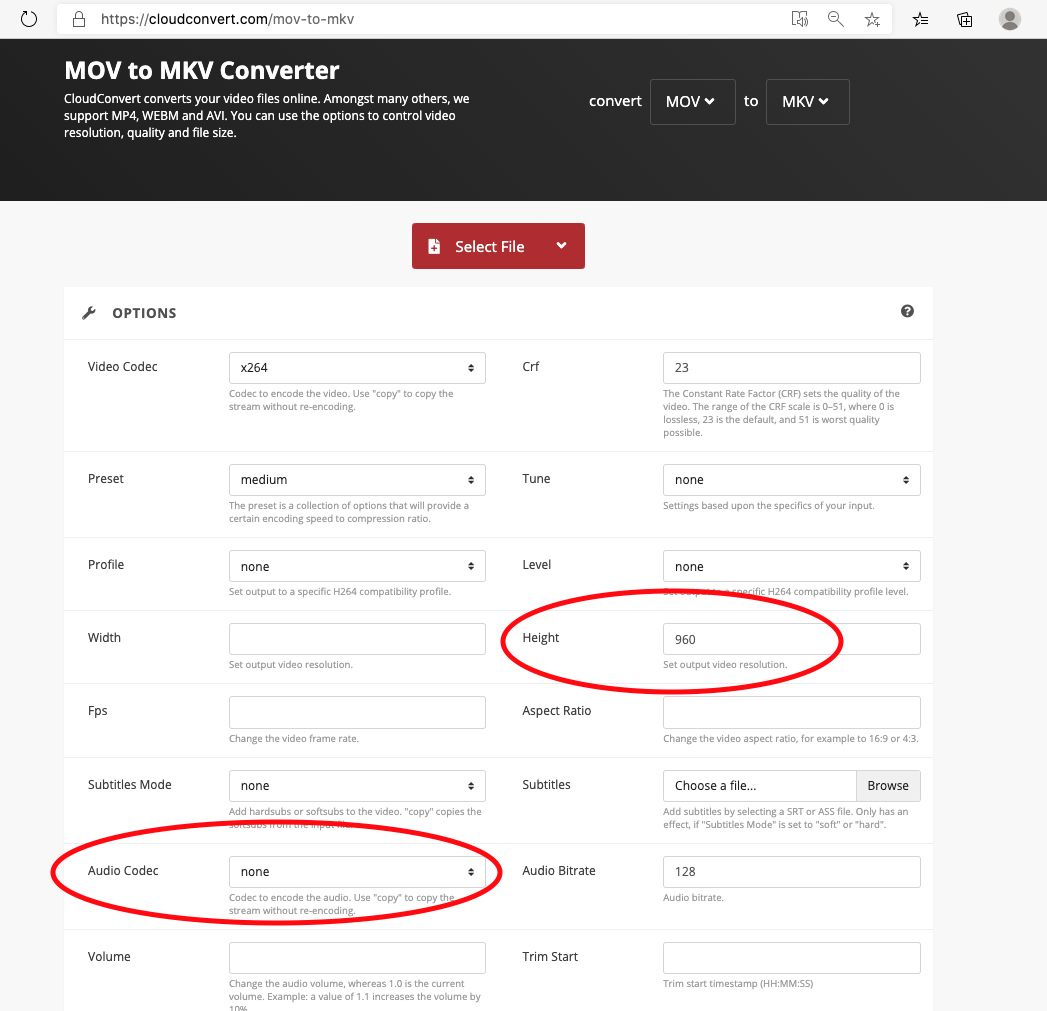 https://cloudconvert.com/mov-to-mkv
MOV to MKV Converter
CloudConvert converts your video files online. Amongst many others, we
support MP4, WEBM and AVI. You can use the options to control video
resolution, quality and file size.
convert MOV to MKV
Select File
OPTIONS
Video Codec
x264
Codec to encode the video. Use "copy" to copy the
stream without re-encoding.
Crf
23
The Constant Rate Factor (CRF) sets the quality of the
video. The range of the CRF scale is 0–51, where 0 is
lossless, 23 is the default, and 51 is worst quality
possible.
Preset
medium
The preset is a collection of options that will provide a
certain encoding speed to compression ratio.
Tune
none
Settings based upon the specifics of your input.
Profile
none
Set output to a specific H264 compatibility profile.
Level
none
Set output to a specific H264 compatibility profile level.
Width
Set output video resolution.
Height
960
Set output video resolution.
Fps
Change the video frame rate.
Aspect Ratio
Change the video aspect ratio, for example to 16:9 or 4:3.
Subtitles Mode
none
Add hardsubs or softsubs to the video. "copy" copies the
softsubs from the input file.
Subtitles
Choose a file... Browse
Add subtitles by selecting a SRT or ASS file. Only has an
effect, if "Subtitles Mode" is set to "soft" or "hard".
Audio Codec
none
Codec to encode the audio. Use "copy" to copy the
stream without re-encoding.
Audio Bitrate
128
Audio bitrate.
Volume
Change the audio volume, whereas 1.0 is the current
volume. Example: a value of 1.1 increases the volume by
10%.
Trim Start
Trim start timestamp (HH:MM:SS)